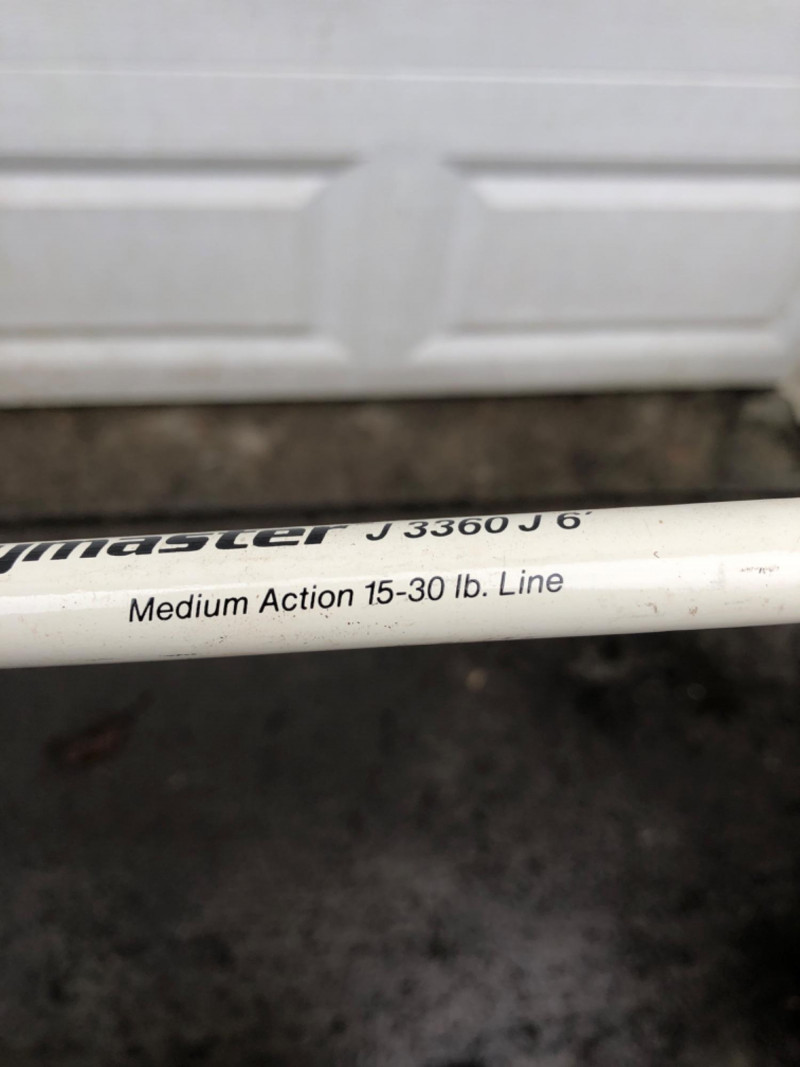 ymaster J 3360 J 6'
Medium Action 15-30 lb. Line